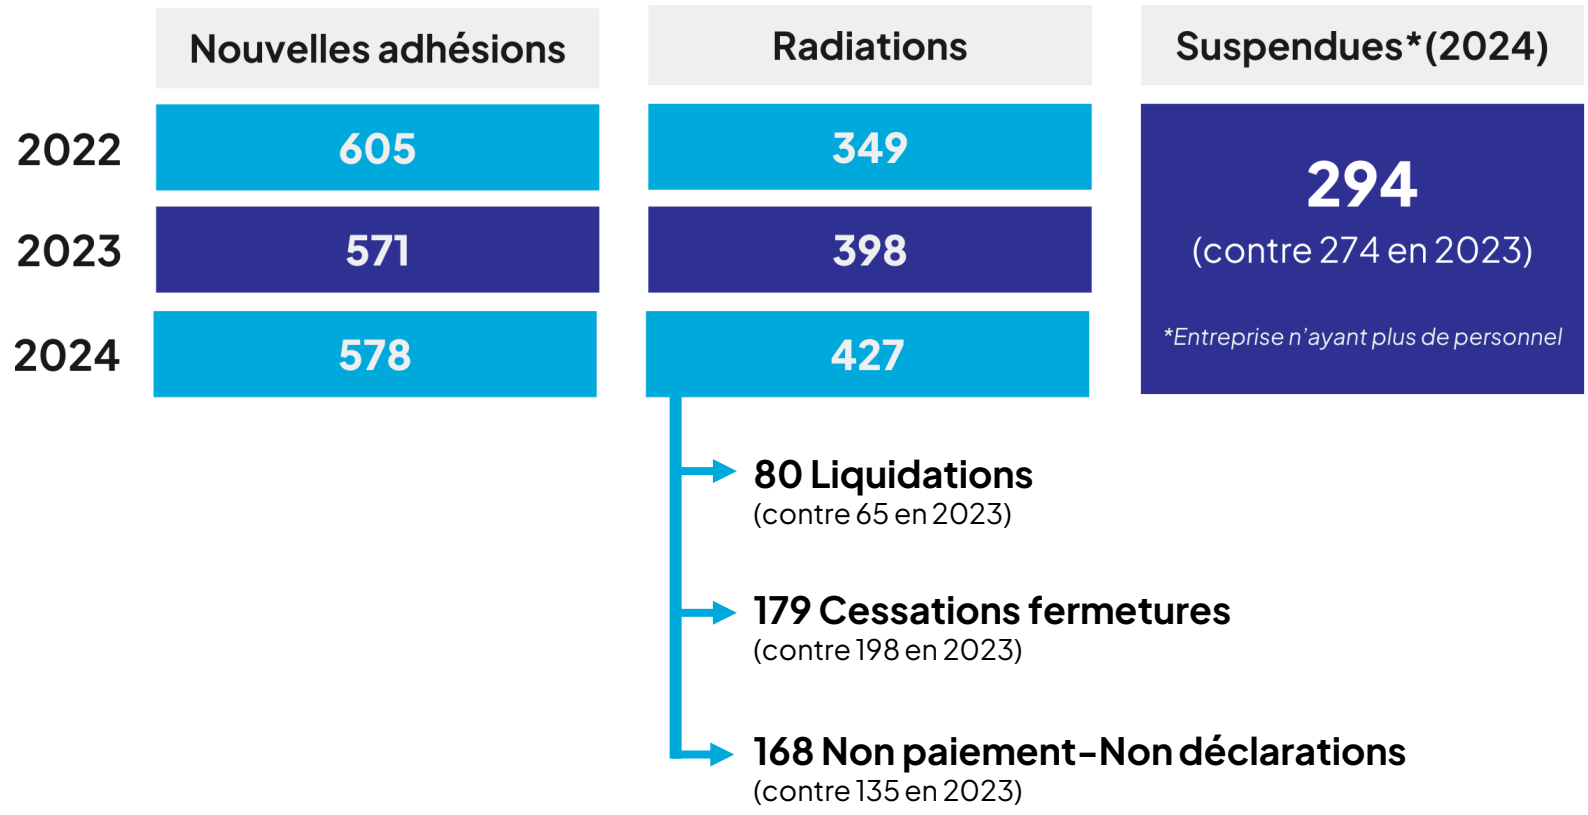 Nouvelles adhésions
Radiations
Suspendues*(2024)
2022
605
349
2023
571
398
2024
578
427
294
(contre 274 en 2023)
*Entreprise n'ayant plus de personnel
80 Liquidations
(contre 65 en 2023)
179 Cessations fermetures
(contre 198 en 2023)
168 Non paiement-Non déclarations
(contre 135 en 2023)